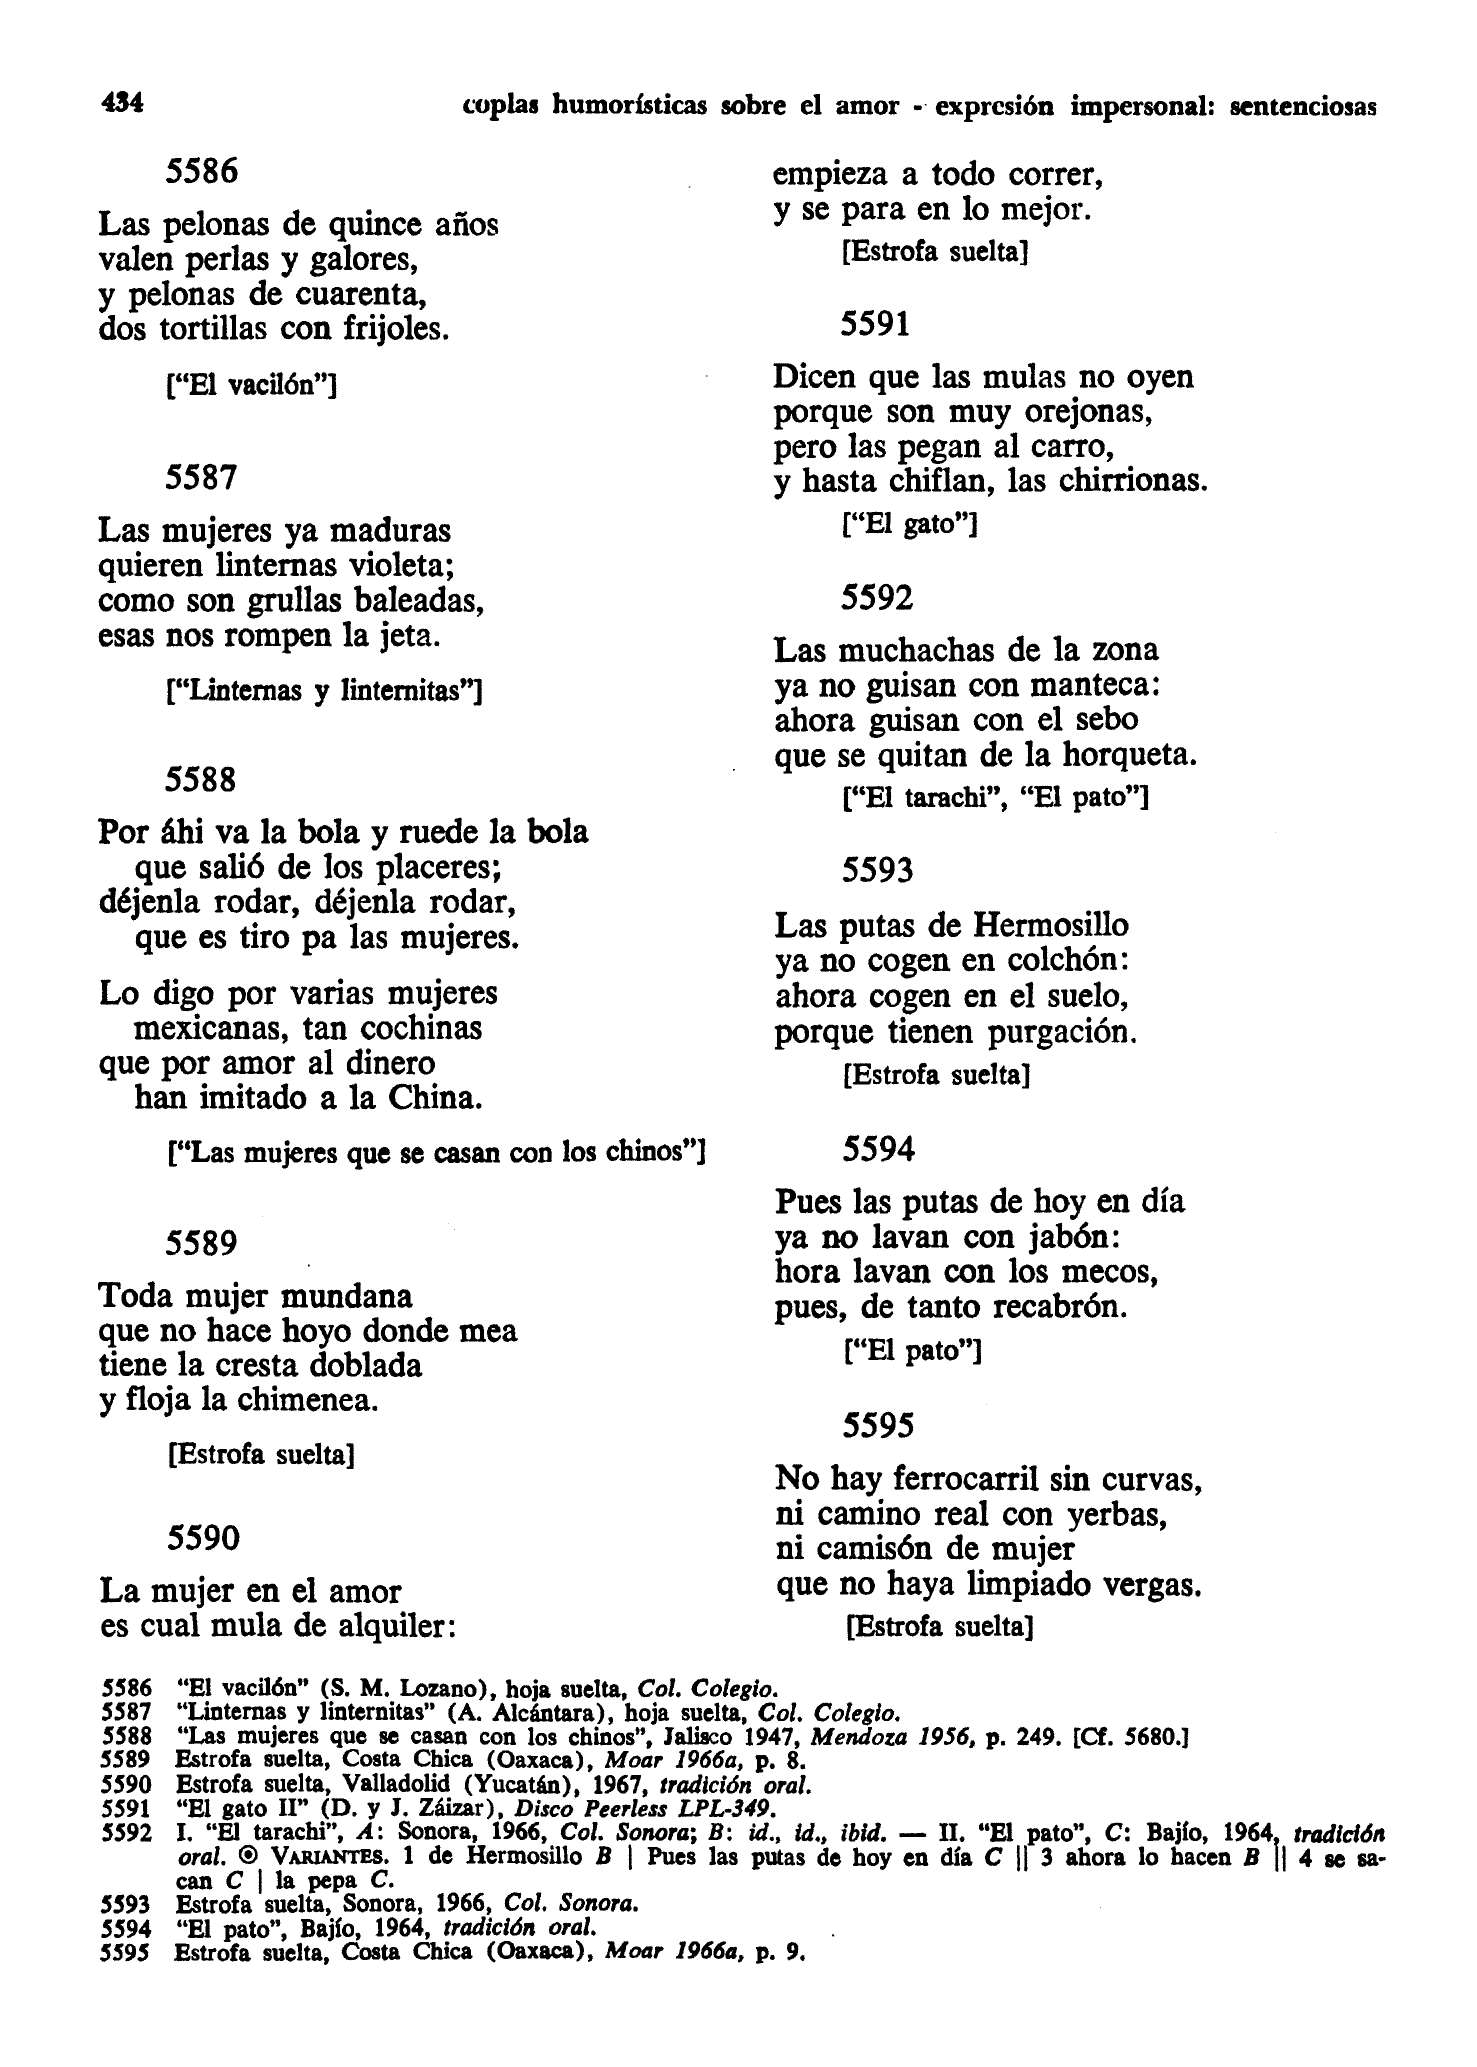 434
coplas humorísticas sobre el amor - expresión impersonal: sentenciosas
5586
Las pelonas de quince años
valen perlas y galores,
y pelonas de cuarenta,
dos tortillas con frijoles.
[“El vacilón”]
5587
Las mujeres ya maduras
quieren linternas violeta;
como son grullas baleadas,
esas nos rompen la jeta.
[“Linternas y linternitas”]
5588
Por áhi va la bola y ruede la bola
que salió de los placeres;
déjenla rodar, déjenla rodar,
que es tiro pa las mujeres.
Lo digo por varias mujeres
mexicanas, tan cochinas
que por amor al dinero
han imitado a la China.
[“Las mujeres que se casan con los chinos”]
5589
Toda mujer mundana
que no hace hoyo donde mea
tiene la cresta doblada
y floja la chimenea.
[Estrofa suelta]
5590
La mujer en el amor
es cual mula de alquiler:
empieza a todo correr,
y se para en lo mejor.
[Estrofa suelta]
5591
Dicen que las mulas no oyen
porque son muy orejonas,
pero las pegan al carro,
y hasta chiflan, las chirrionas.
[“El gato”]
5592
Las muchachas de la zona
ya no guisan con manteca:
ahora guisan con el sebo
que se quitan de la horqueta.
[“El tarachi”, “El pato”]
5593
Las putas de Hermosillo
ya no cogen en colchón:
ahora cogen en el suelo,
porque tienen purgación.
[Estrofa suelta]
5594
Pues las putas de hoy en día
ya no lavan con jabón:
hora lavan con los mecos,
pues, de tanto recabrón.
[“El pato”]
5595
No hay ferrocarril sin curvas,
ni camino real con yerbas,
ni camisón de mujer
que no haya limpiado vergas.
[Estrofa suelta]
5586 “El vacilón” (S. M. Lozano), hoja suelta, Col. Colegio.
5587 “Linternas y linternitas” (A. Alcántara), hoja suelta, Col. Colegio.
5588 “Las mujeres que se casan con los chinos”, Jalisco 1947, Mendoza 1956, p. 249. [Cf. 5680.]
5589 Estrofa suelta, Costa Chica (Oaxaca), Moar 1966a, p. 8.
5590 Estrofa suelta, Valladolid (Yucatán), 1967, tradición oral.
5591 “El gato II” (D. y J. Záizar), Disco Peerless LPL-349.
5592 I. “El tarachi”, A: Sonora, 1966, Col. Sonora; B: id., id., ibid. — II. “El pato”, C: Bajío, 1964, tradición
oral. ⊙ VARIANTES. 1 de Hermosillo B | Pues las putas de hoy en día C || 3 ahora lo hacen B || 4 se sa-
can C | la pepa C.
5593 Estrofa suelta, Sonora, 1966, Col. Sonora.
5594 “El pato”, Bajío, 1964, tradición oral.
5595 Estrofa suelta, Costa Chica (Oaxaca), Moar 1966a, p. 9.